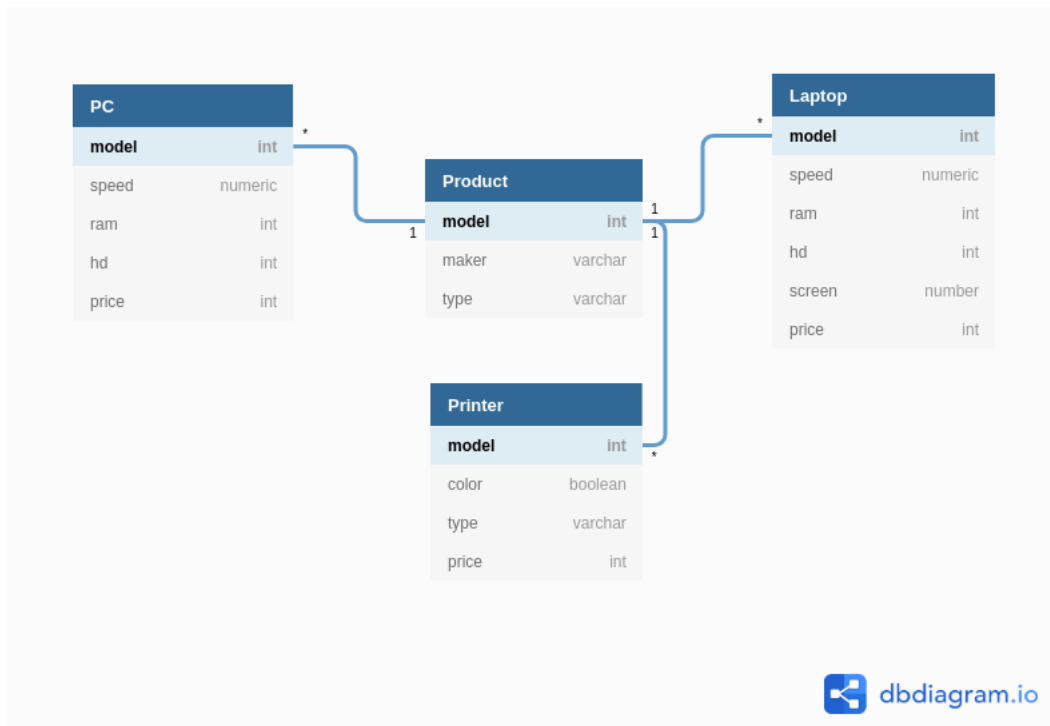 PC
*
model int
speed numeric
ram int
hd int
price int
1
Product
model int
maker varchar
type varchar
1
1
Laptop
*
model int
speed numeric
ram int
hd int
screen number
price int
Printer
model int
*
color boolean
type varchar
price int
dbdiagram.io